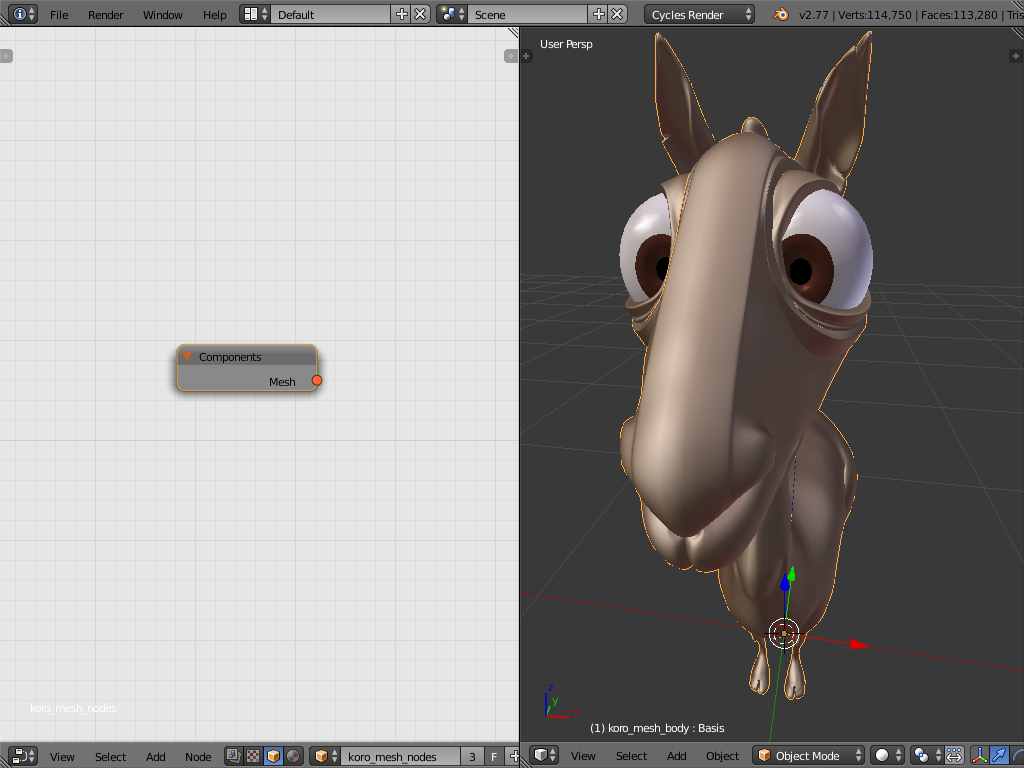 File Render Window Help Default Scene Cycles Render v2.77 | Verts:114,750 | Faces:113,280 | Tris
User Persp
Components
Mesh
z
y
x
koro_mesh_nodes
(1) koro_mesh_body : Basis
View Select Add Node koro_mesh_nodes 3 F View Select Add Object Object Mode